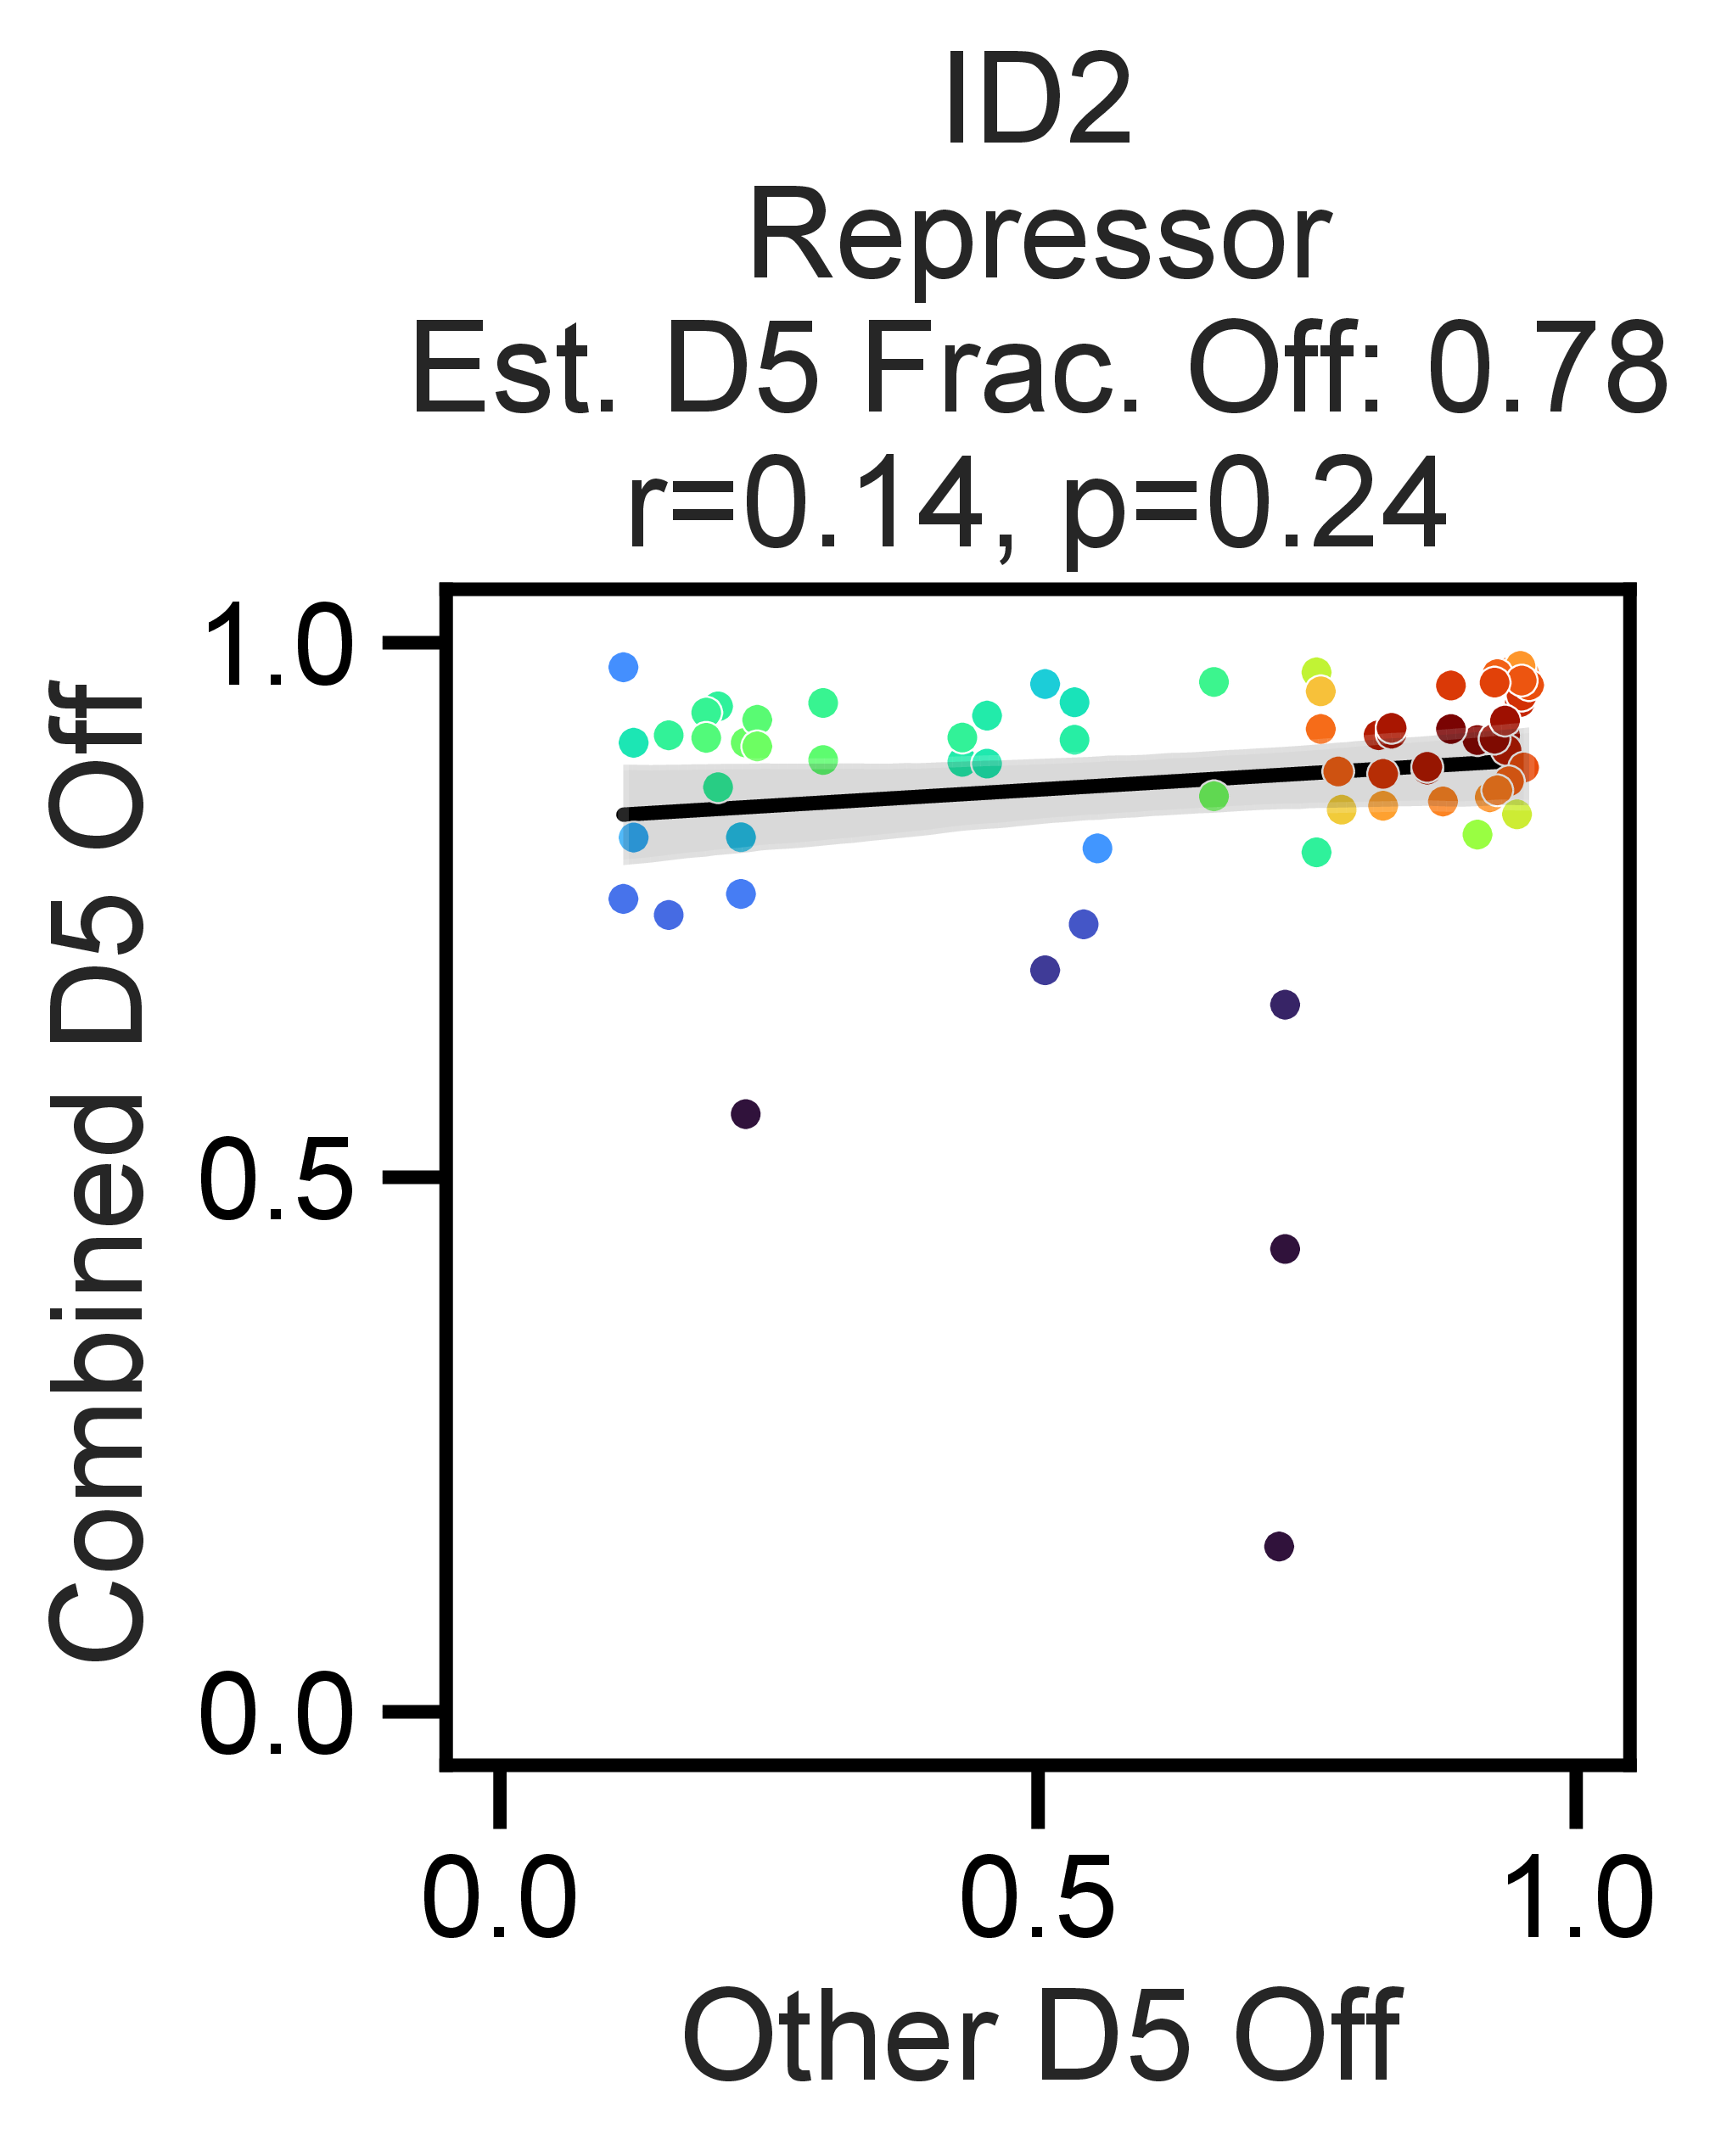 ID2
Repressor
Est. D5 Frac. Off: 0.78
r=0.14, p=0.24
1.0
0.5
0.0
Combined D5 Off
0.0 0.5 1.0
Other D5 Off